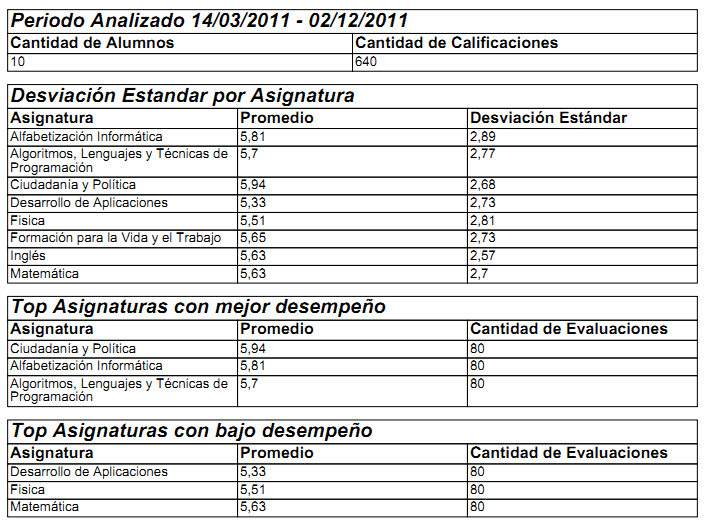 Periodo Analizado 14/03/2011 - 02/12/2011
Cantidad de Alumnos Cantidad de Calificaciones
10 640
Desviación Estandar por Asignatura
Asignatura Promedio Desviación Estándar
Alfabetización Informática 5,81 2,89
Algoritmos, Lenguajes y Técnicas de 5,7 2,77
Programación
Ciudadanía y Política 5,94 2,68
Desarrollo de Aplicaciones 5,33 2,73
Fisica 5,51 2,81
Formación para la Vida y el Trabajo 5,65 2,73
Inglés 5,63 2,57
Matemática 5,63 2,7
Top Asignaturas con mejor desempeño
Asignatura Promedio Cantidad de Evaluaciones
Ciudadanía y Política 5,94 80
Alfabetización Informática 5,81 80
Algoritmos, Lenguajes y Técnicas de 5,7 80
Programación
Top Asignaturas con bajo desempeño
Asignatura Promedio Cantidad de Evaluaciones
Desarrollo de Aplicaciones 5,33 80
Fisica 5,51 80
Matemática 5,63 80